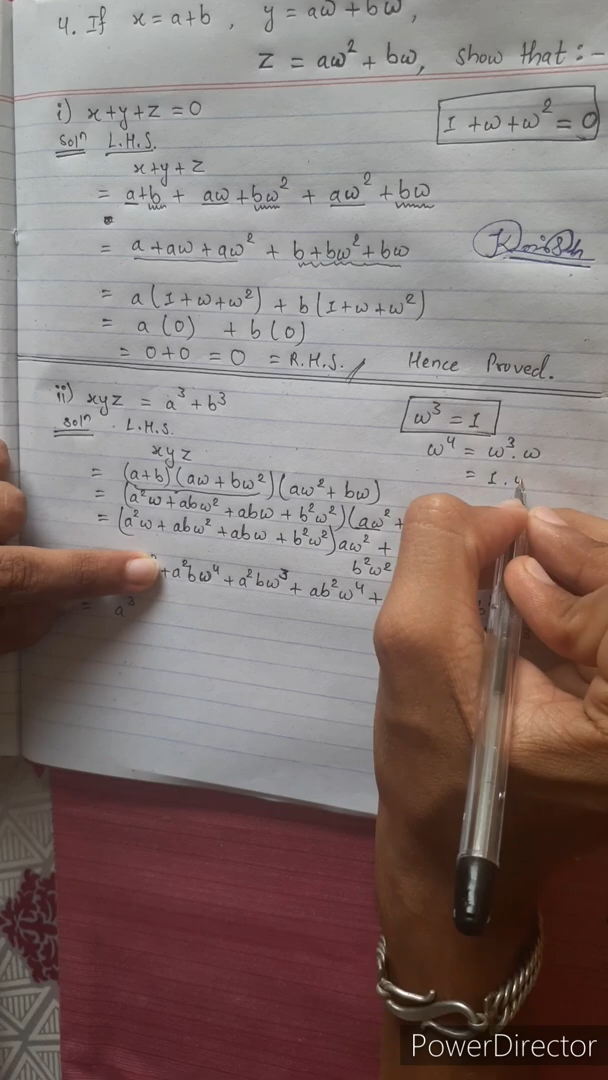 4. If x = a+b , y = aω + bω² ,
z = aω² + bω, show that :-
i) x+y+z = 0
1 + ω + ω² = 0
Solⁿ L.H.S.
x+y+z
= a+b + aω + bω² + aω² + bω
= a + aω + aω² + b + bω² + bω
= a(1+ω+ω²) + b(1+ω+ω²)
= a(0) + b(0)
= 0+0 = 0 = R.H.S. Hence Proved.
ii) xyz = a³ + b³
ω³ = 1
Solⁿ . L.H.S.
ω⁴ = ω³. ω
xyz
= 1.
= (a+b) (aω + bω²) (aω² + bω)
= (a²ω + abω² + abω + b²ω²)(aω² +
= (a²ω + abω² + abω + b²ω²)aω² +
b²ω²
+ a²bω⁴ + a²bω³ + ab²ω⁴ +
= a³
PowerDirector